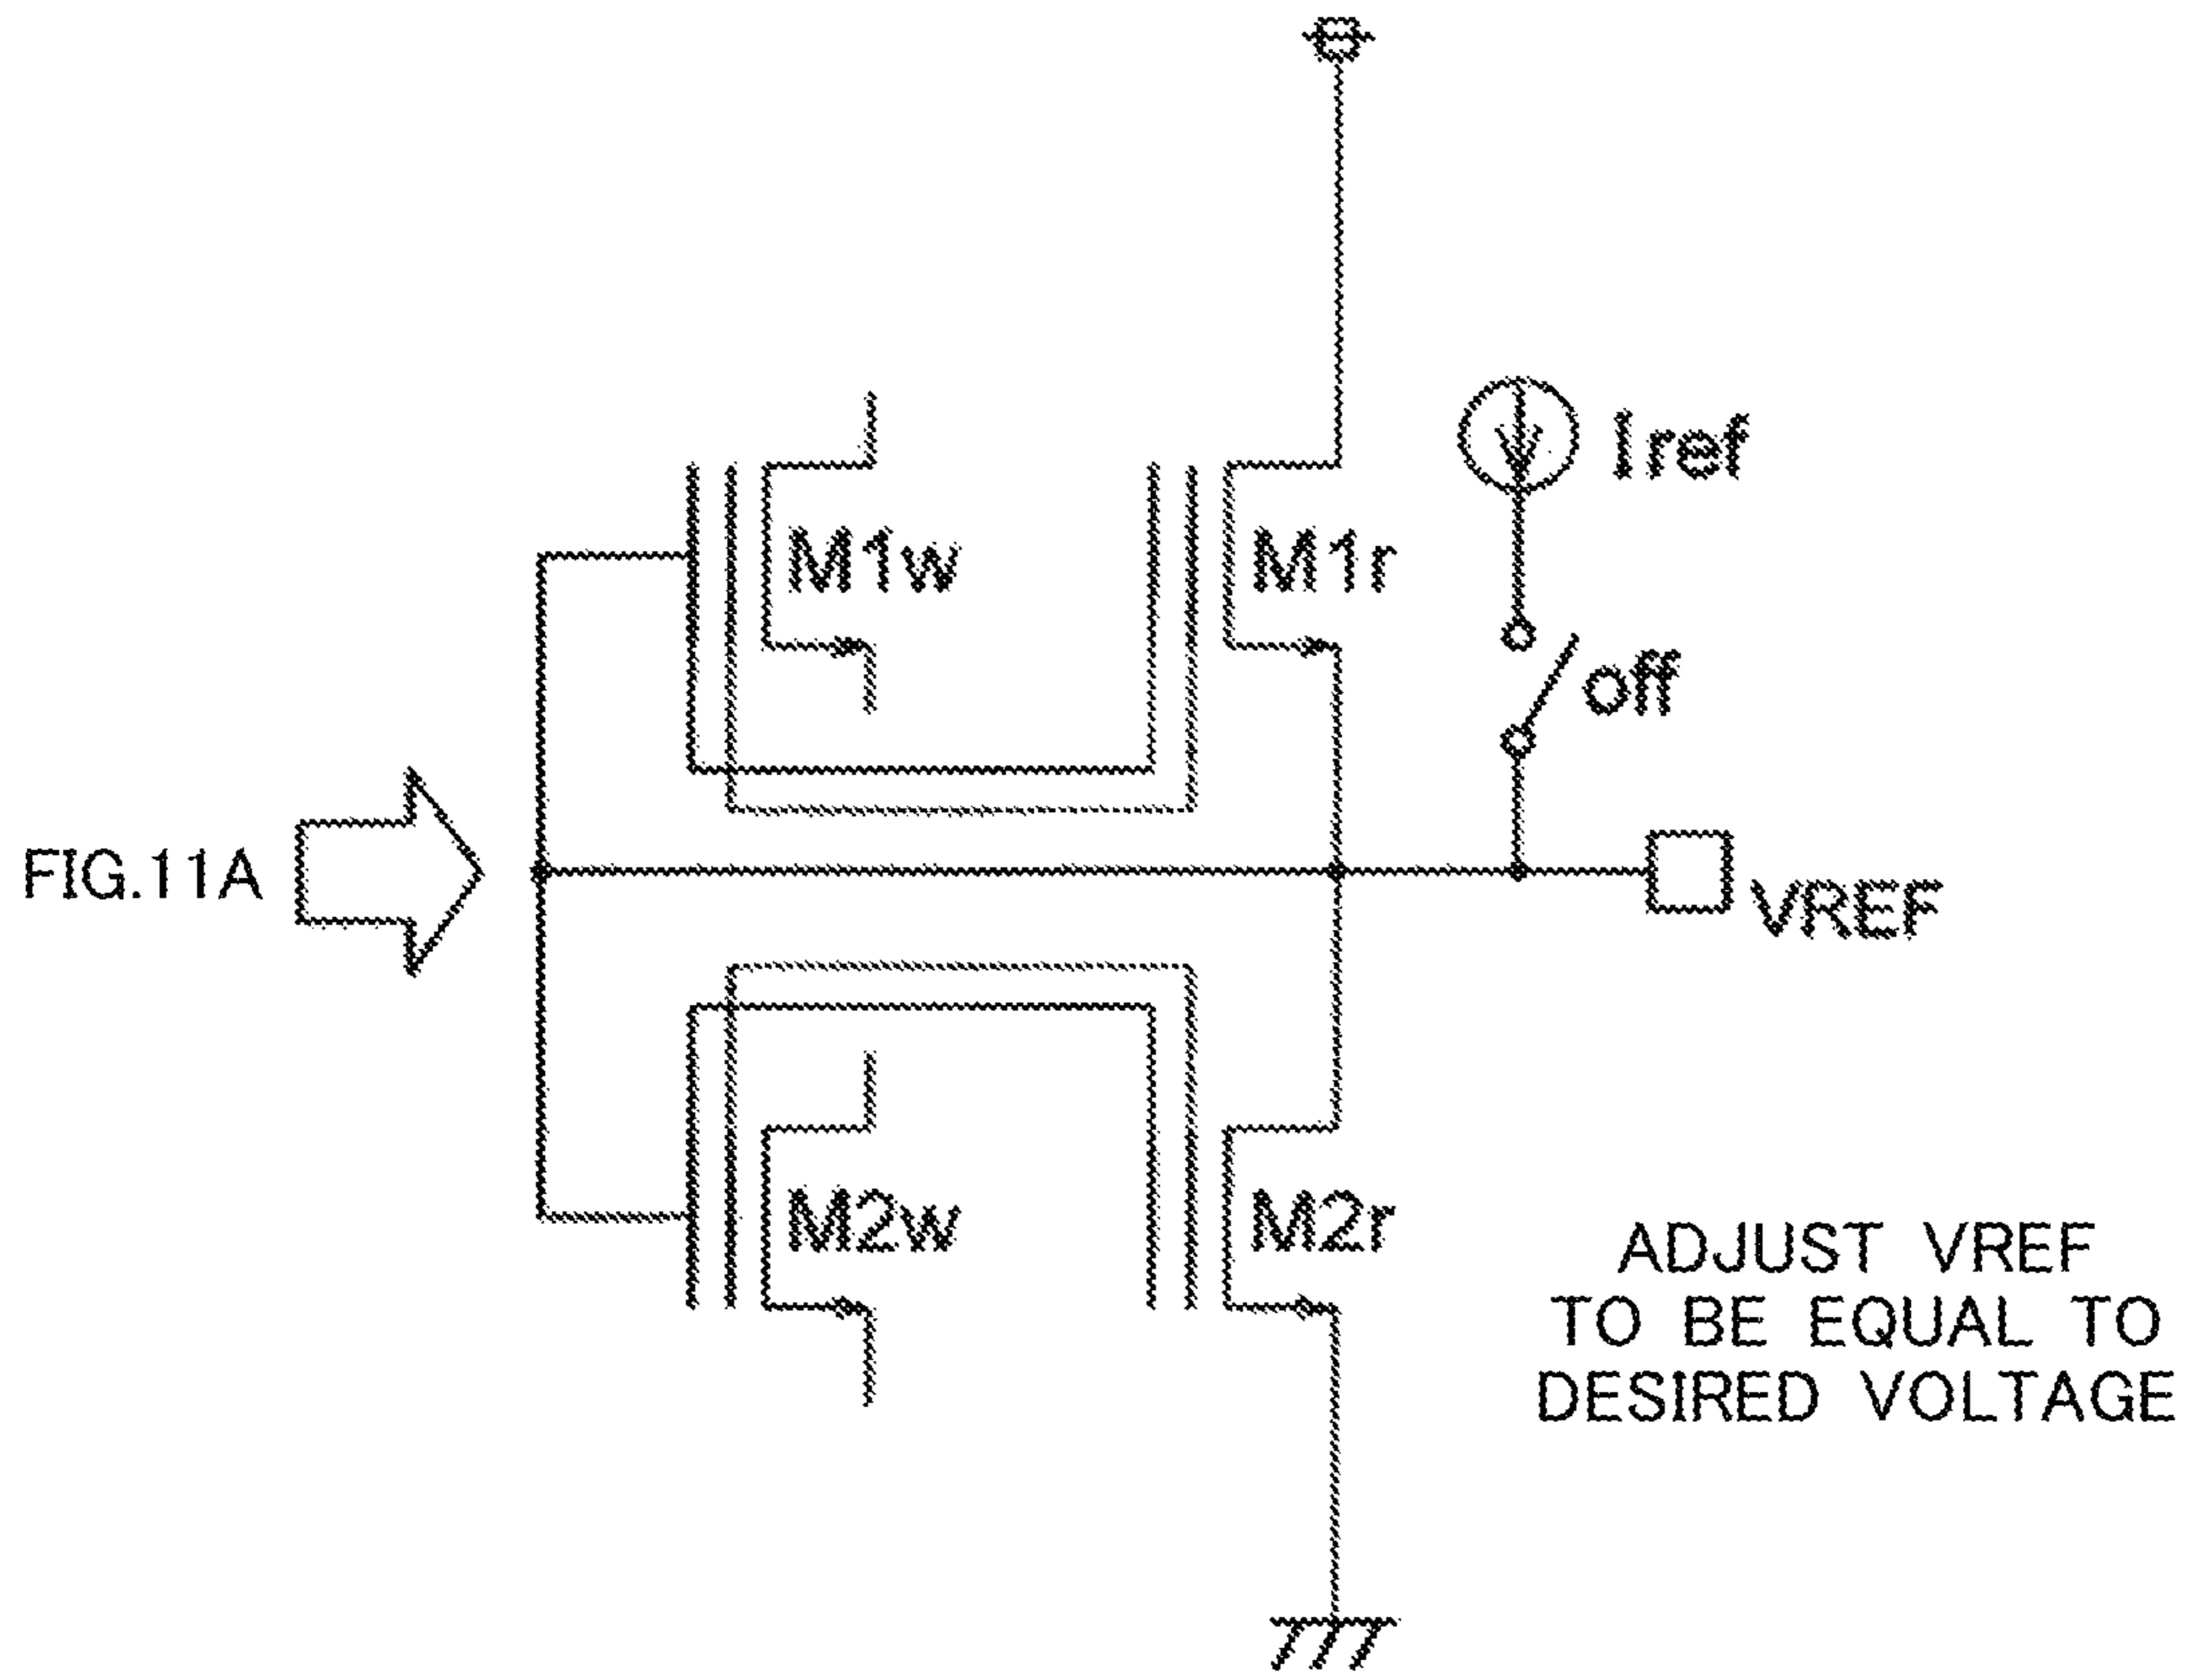 Iref
M1w
M1r
off
FIG.11A
VREF
M2w
M2r
ADJUST VREF
TO BE EQUAL TO
DESIRED VOLTAGE